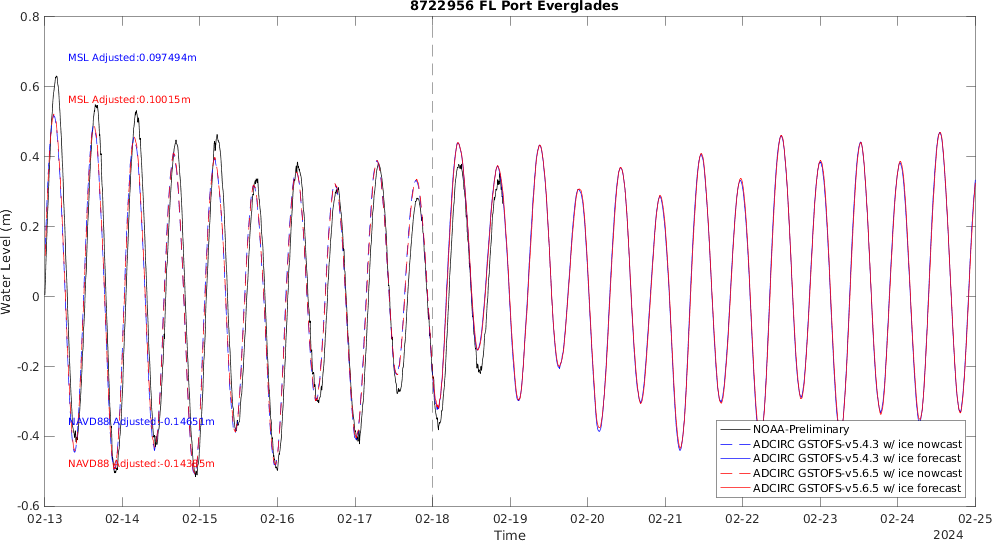 8722956 FL Port Everglades
0.8
0.6
0.4
0.2
0
-0.2
-0.4
-0.6
Water Level (m)
MSL Adjusted:0.097494m
MSL Adjusted:0.10015m
NAVD88 Adjusted:-0.14651m
NAVD88 Adjusted:-0.14385m
NOAA-Preliminary
ADCIRC GSTOFS-v5.4.3 w/ ice nowcast
ADCIRC GSTOFS-v5.4.3 w/ ice forecast
ADCIRC GSTOFS-v5.6.5 w/ ice nowcast
ADCIRC GSTOFS-v5.6.5 w/ ice forecast
02-13 02-14 02-15 02-16 02-17 02-18 02-19 02-20 02-21 02-22 02-23 02-24 02-25
Time
2024